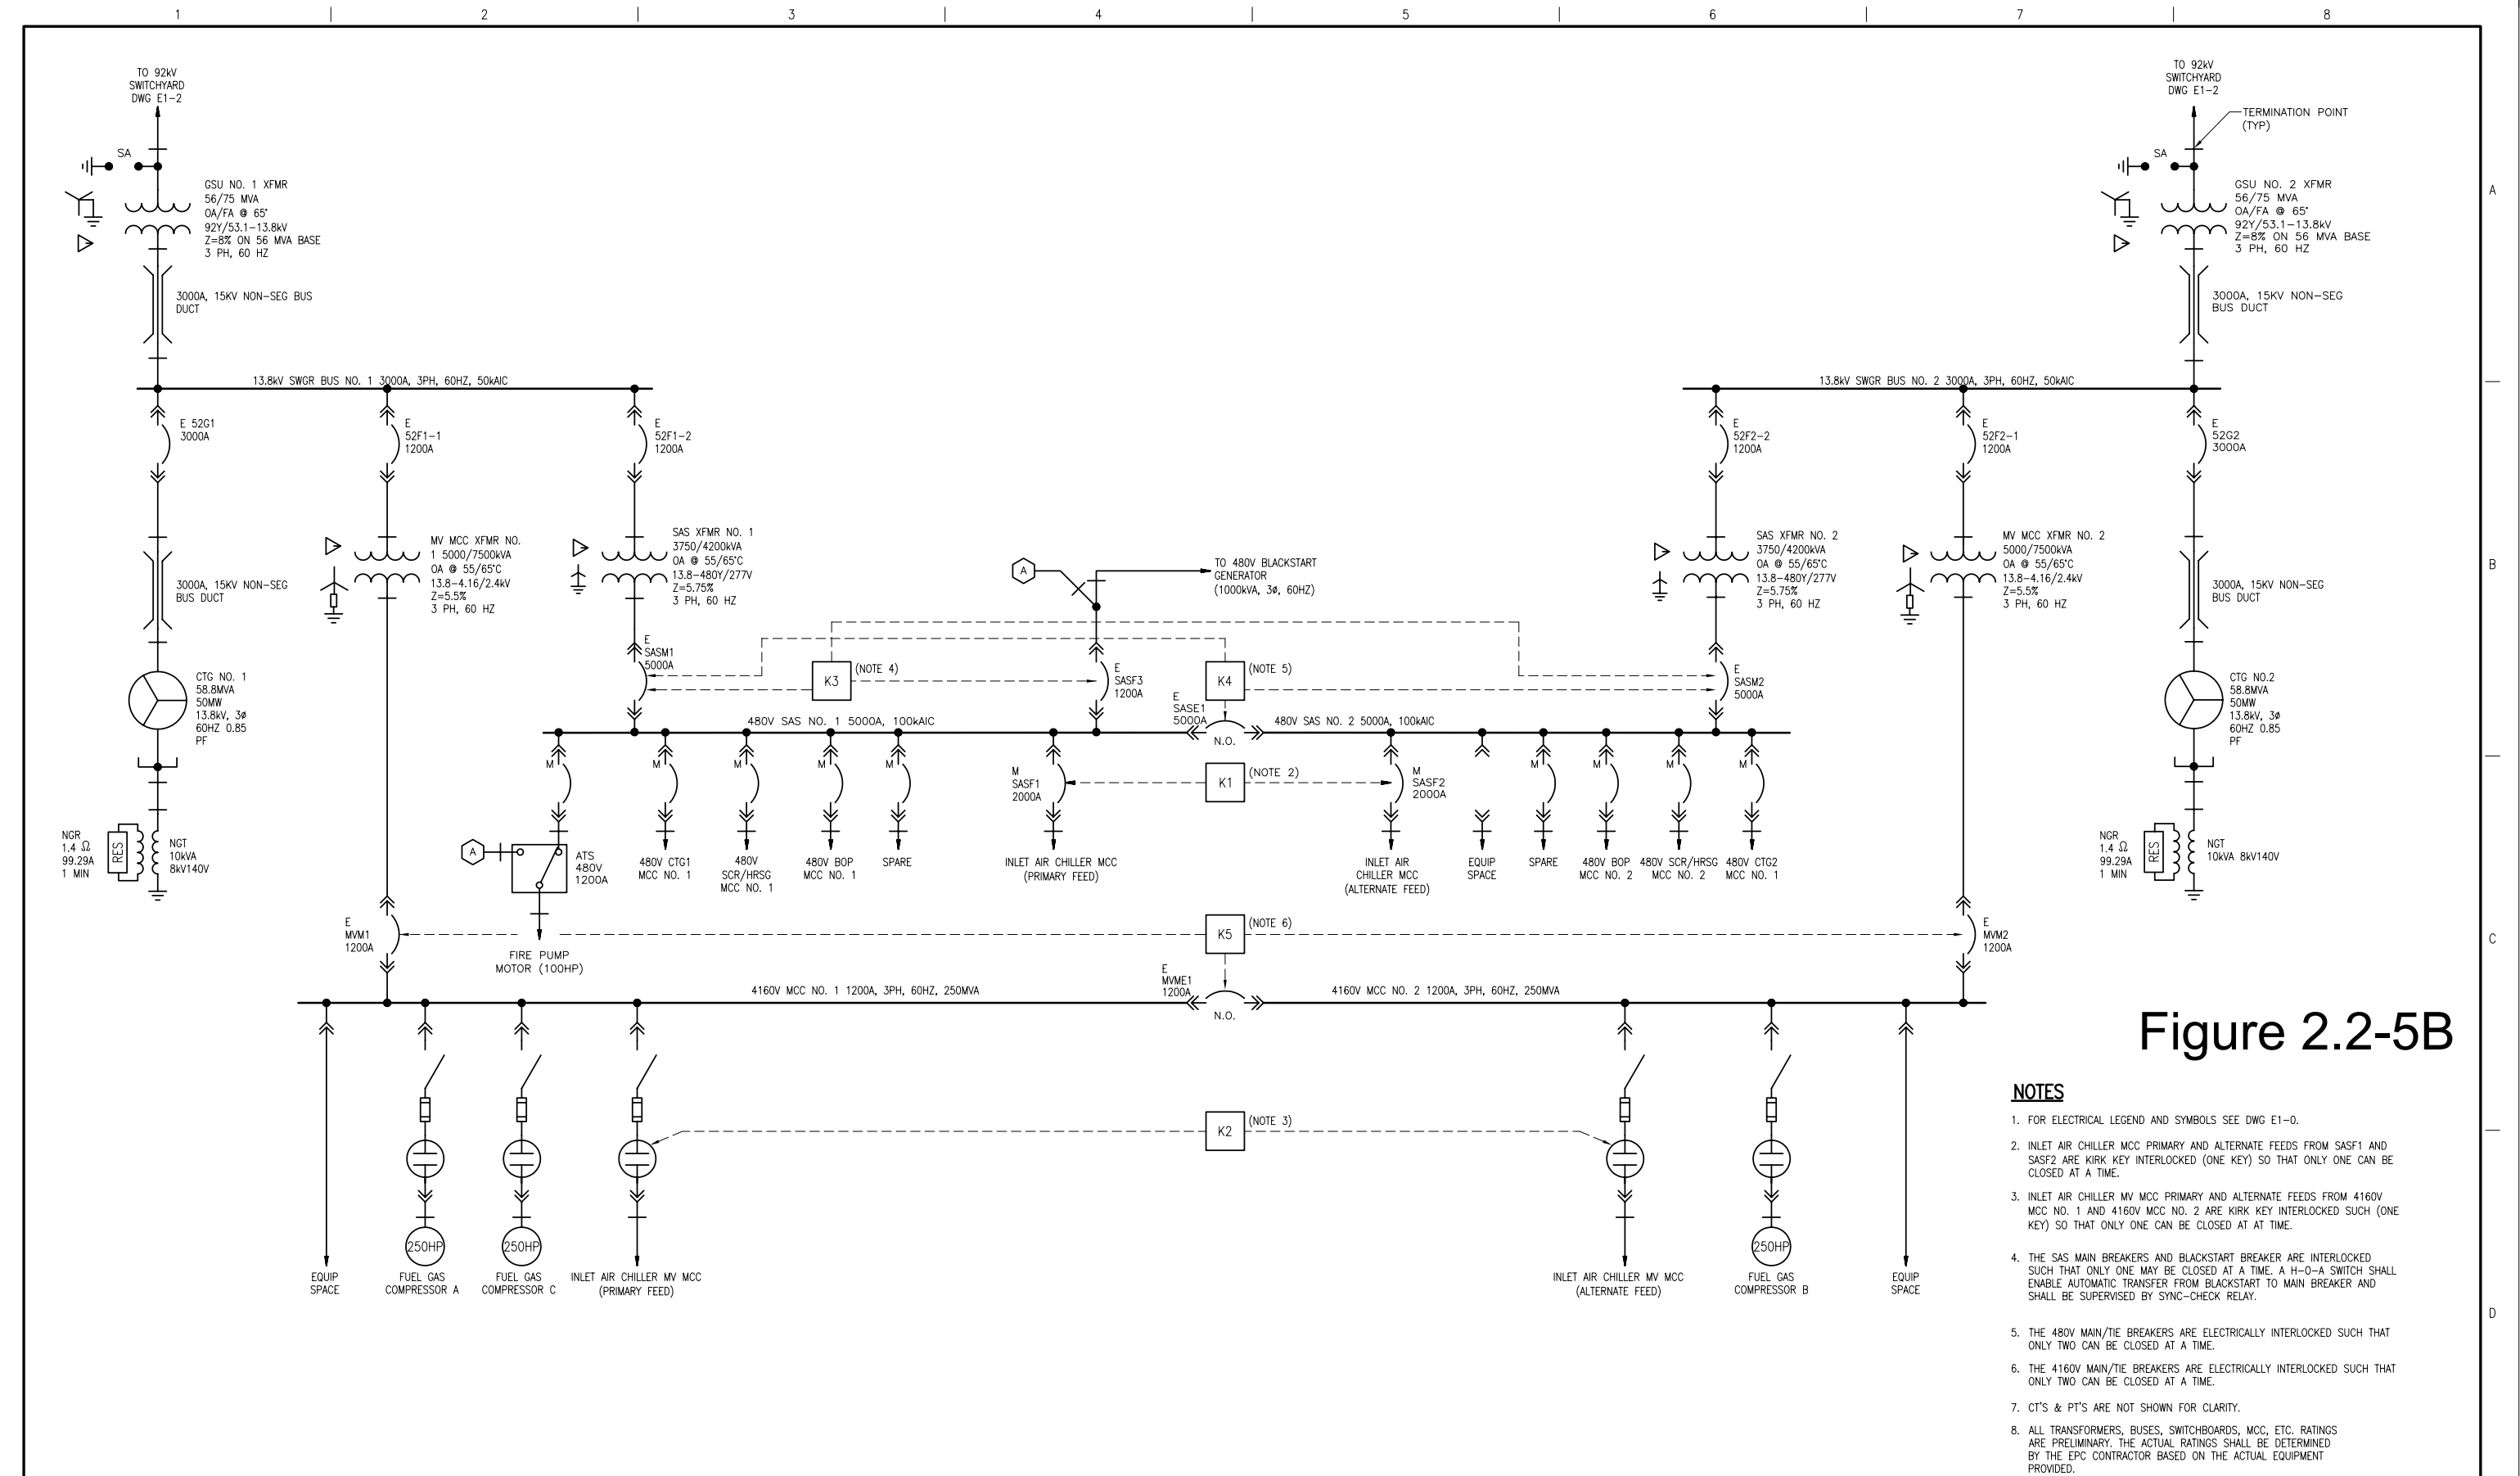 1 2 3 4 5 6 7 8
TO 92kV
SWITCHYARD
DWG E1-2
SA
GSU NO. 1 XFMR
56/75 MVA
OA/FA @ 65°
92Y/53.1-13.8kV
Z=8% ON 56 MVA BASE
3 PH, 60 HZ
3000A, 15KV NON-SEG BUS
DUCT
TO 92kV
SWITCHYARD
DWG E1-2
TERMINATION POINT
(TYP)
SA
GSU NO. 2 XFMR
56/75 MVA
OA/FA @ 65°
92Y/53.1-13.8kV
Z=8% ON 56 MVA BASE
3 PH, 60 HZ
3000A, 15KV NON-SEG
BUS DUCT
A
13.8kV SWGR BUS NO. 1 3000A, 3PH, 60HZ, 50kAIC
13.8kV SWGR BUS NO. 2 3000A, 3PH, 60HZ, 50kAIC
E 52G1
3000A
E
52F1-1
1200A
E
52F1-2
1200A
E
52F2-2
1200A
E
52F2-1
1200A
E
52G2
3000A
3000A, 15KV NON-SEG
BUS DUCT
MV MCC XFMR NO.
1 5000/7500kVA
OA @ 55/65°C
13.8-4.16/2.4kV
Z=5.5%
3 PH, 60 HZ
SAS XFMR NO. 1
3750/4200kVA
OA @ 55/65°C
13.8-480Y/277V
Z=5.75%
3 PH, 60 HZ
A
TO 480V BLACKSTART
GENERATOR
(1000kVA, 3ø, 60HZ)
SAS XFMR NO. 2
3750/4200kVA
OA @ 55/65°C
13.8-480Y/277V
Z=5.75%
3 PH, 60 HZ
MV MCC XFMR NO. 2
5000/7500kVA
OA @ 55/65°C
13.8-4.16/2.4kV
Z=5.5%
3 PH, 60 HZ
3000A, 15KV NON-SEG
BUS DUCT
B
CTG NO. 1
58.8MVA
50MW
13.8kV, 3ø
60HZ 0.85
PF
E
SASM1
5000A
K3
(NOTE 4)
E
SASF3
1200A
K4
(NOTE 5)
E
SASE1
5000A
N.O.
E
SASM2
5000A
CTG NO.2
58.8MVA
50MW
13.8kV, 3ø
60HZ 0.85
PF
480V SAS NO. 1 5000A, 100kAIC
480V SAS NO. 2 5000A, 100kAIC
M
M
M
M
M
SASF1
2000A
K1
(NOTE 2)
M
SASF2
2000A
M
M
M
M
NGR
1.4 Ω
99.29A
1 MIN
RES
NGT
10kVA
8kV140V
A
ATS
480V
1200A
480V CTG1
MCC NO. 1
480V
SCR/HRSG
MCC NO. 1
480V BOP
MCC NO. 1
SPARE
INLET AIR CHILLER MCC
(PRIMARY FEED)
INLET AIR
CHILLER MCC
(ALTERNATE FEED)
EQUIP
SPACE
SPARE
480V BOP
MCC NO. 2
480V SCR/HRSG
MCC NO. 2
480V CTG2
MCC NO. 1
NGR
1.4 Ω
99.29A
1 MIN
RES
NGT
10kVA 8kV140V
E
MVM1
1200A
FIRE PUMP
MOTOR (100HP)
K5
(NOTE 6)
E
MVM2
1200A
C
E
MVME1
1200A
N.O.
4160V MCC NO. 1 1200A, 3PH, 60HZ, 250MVA
4160V MCC NO. 2 1200A, 3PH, 60HZ, 250MVA
K2
(NOTE 3)
EQUIP
SPACE
250HP
FUEL GAS
COMPRESSOR A
250HP
FUEL GAS
COMPRESSOR C
INLET AIR CHILLER MV MCC
(PRIMARY FEED)
INLET AIR CHILLER MV MCC
(ALTERNATE FEED)
250HP
FUEL GAS
COMPRESSOR B
EQUIP
SPACE
D
Figure 2.2-5B
NOTES
1. FOR ELECTRICAL LEGEND AND SYMBOLS SEE DWG E1-0.
2. INLET AIR CHILLER MCC PRIMARY AND ALTERNATE FEEDS FROM SASF1 AND
SASF2 ARE KIRK KEY INTERLOCKED (ONE KEY) SO THAT ONLY ONE CAN BE
CLOSED AT A TIME.
3. INLET AIR CHILLER MV MCC PRIMARY AND ALTERNATE FEEDS FROM 4160V
MCC NO. 1 AND 4160V MCC NO. 2 ARE KIRK KEY INTERLOCKED SUCH (ONE
KEY) SO THAT ONLY ONE CAN BE CLOSED AT AT TIME.
4. THE SAS MAIN BREAKERS AND BLACKSTART BREAKER ARE INTERLOCKED
SUCH THAT ONLY ONE MAY BE CLOSED AT A TIME. A H-O-A SWITCH SHALL
ENABLE AUTOMATIC TRANSFER FROM BLACKSTART TO MAIN BREAKER AND
SHALL BE SUPERVISED BY SYNC-CHECK RELAY.
5. THE 480V MAIN/TIE BREAKERS ARE ELECTRICALLY INTERLOCKED SUCH THAT
ONLY TWO CAN BE CLOSED AT A TIME.
6. THE 4160V MAIN/TIE BREAKERS ARE ELECTRICALLY INTERLOCKED SUCH THAT
ONLY TWO CAN BE CLOSED AT A TIME.
7. CT'S & PT'S ARE NOT SHOWN FOR CLARITY.
8. ALL TRANSFORMERS, BUSES, SWITCHBOARDS, MCC, ETC. RATINGS
ARE PRELIMINARY. THE ACTUAL RATINGS SHALL BE DETERMINED
BY THE EPC CONTRACTOR BASED ON THE ACTUAL EQUIPMENT
PROVIDED.